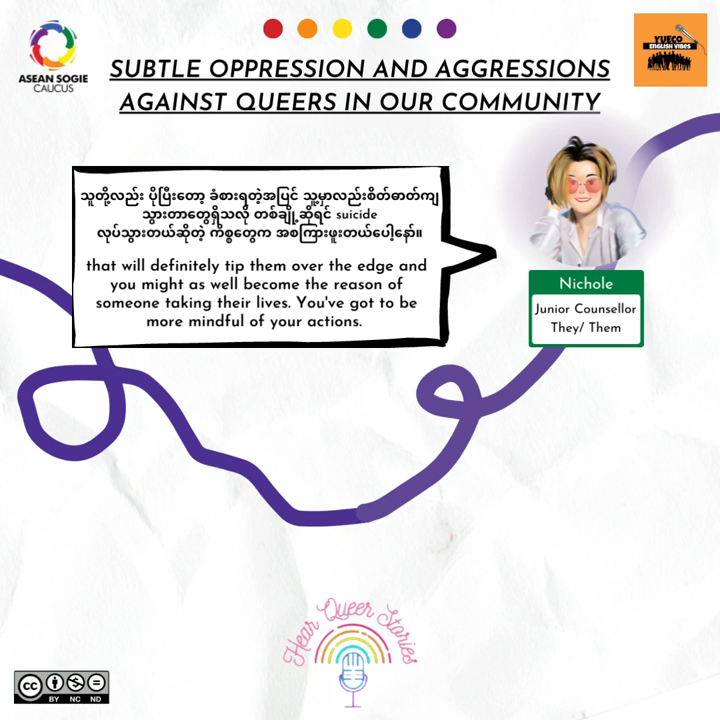 ASEAN SOGIE
CAUCUS
YUECO
ENGLISH VIBES
SUBTLE OPPRESSION AND AGGRESSIONS
AGAINST QUEERS IN OUR COMMUNITY
သူတို့လည်း ပိုပြီးတော့ ခံစားရတဲ့အပြင် သူ့မှာလည်းစိတ်ဓာတ်ကျ
သွားတာတွေရှိသလို တစ်ချို့ဆိုရင် suicide
လုပ်သွားတယ်ဆိုတဲ့ ကိစ္စတွေက အစကြားဖူးတယ်ပေါ့နော်။
that will definitely tip them over the edge and
you might as well become the reason of
someone taking their lives. You've got to be
more mindful of your actions.
Nichole
Junior Counsellor
They/ Them
Hear Queer Stories
cc
BY NC ND